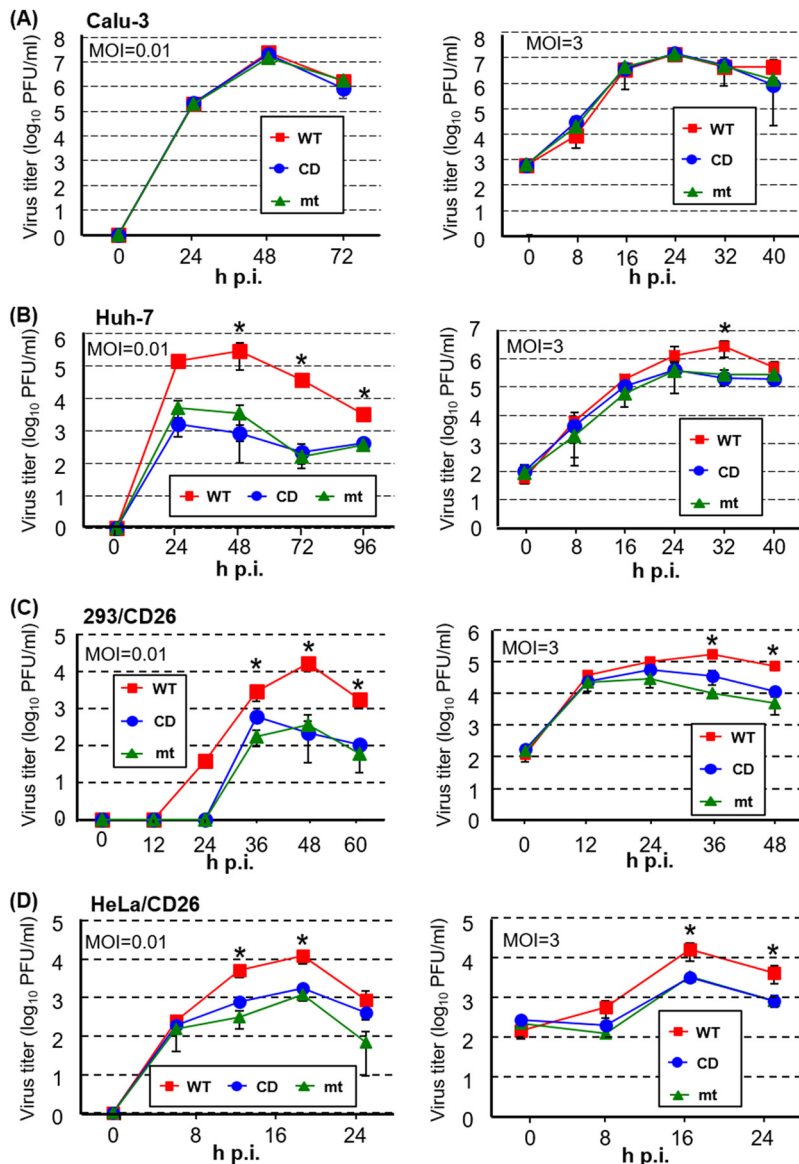 (A) Calu-3
Virus titer (log10 PFU/ml)
8
7
6
5
4
3
2
1
0
MOI=0.01
WT
CD
mt
0 24 48 72
h p.i.
Virus titer (log10 PFU/ml)
8
7
6
5
4
3
2
1
0
MOI=3
WT
CD
mt
0 8 16 24 32 40
h p.i.
(B) Huh-7
Virus titer (log10 PFU/ml)
6
5
4
3
2
1
0
MOI=0.01
* * *
WT CD mt
0 24 48 72 96
h p.i.
Virus titer (log10 PFU/ml)
7
6
5
4
3
2
1
0
MOI=3
*
WT
CD
mt
0 8 16 24 32 40
h p.i.
(C) 293/CD26
Virus titer (log10 PFU/ml)
5
4
3
2
1
0
MOI=0.01
* * *
WT
CD
mt
0 12 24 36 48 60
h p.i.
Virus titer (log10 PFU/ml)
6
5
4
3
2
1
0
MOI=3
* *
WT
CD
mt
0 12 24 36 48
h p.i.
(D) HeLa/CD26
Virus titer (log10 PFU/ml)
5
4
3
2
1
0
MOI=0.01
* *
WT CD mt
0 8 16 24
h p.i.
Virus titer (log10 PFU/ml)
5
4
3
2
1
0
MOI=3
* *
WT
CD
mt
0 8 16 24
h p.i.